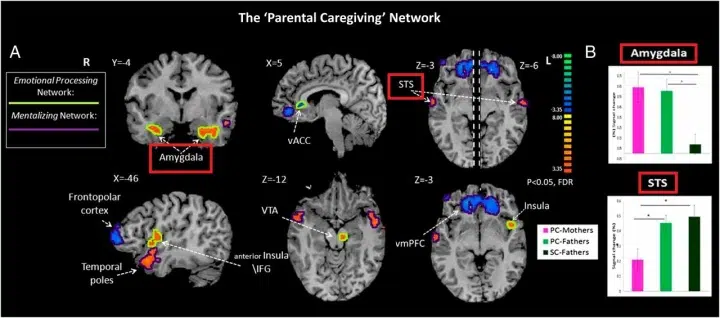 The 'Parental Caregiving' Network
A
R
Y=-4
X=5
Z=-3
Z=-6
L
B
Emotional Processing
Network:
Mentalizing Network:
STS
vACC
Amygdala
8.00
3.35
8.00
3.35
P<0.05, FDR
Amygdala
*
*
X=-46
Z=-12
Z=-3
Frontopolar
cortex
VTA
Insula
anterior Insula
\IFG
vmPFC
Temporal
poles
STS
*
*
PC-Mothers
PC-Fathers
SC-Fathers